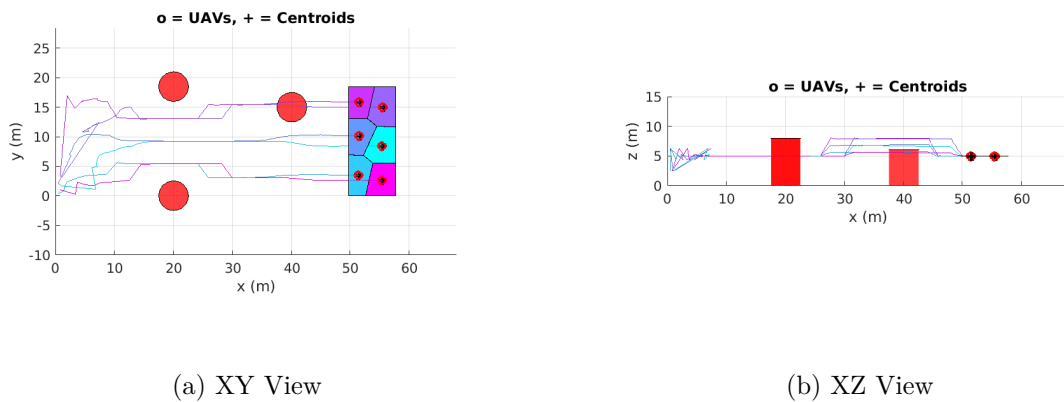 o = UAVs, + = Centroids
25
20
15
10
5
0
-5
-10
0 10 20 30 40 50 60
y (m)
x (m)
(a) XY View
o = UAVs, + = Centroids
15
10
5
0
0 10 20 30 40 50 60
z (m)
x (m)
(b) XZ View